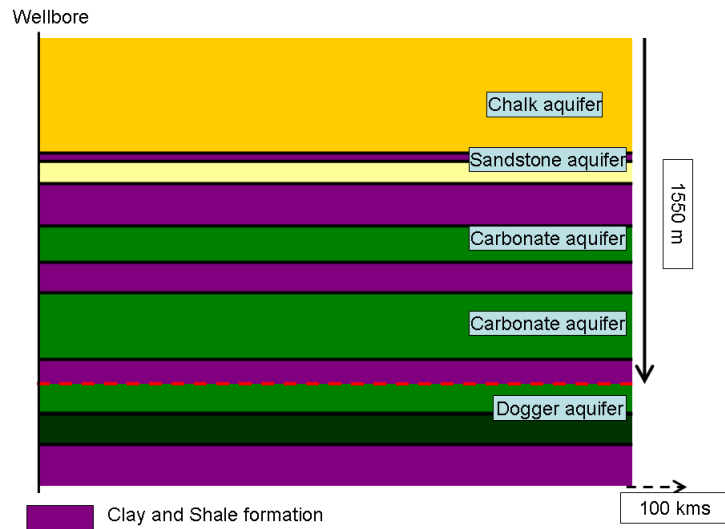 Wellbore
Chalk aquifer
Sandstone aquifer
1550 m
Carbonate aquifer
Carbonate aquifer
Dogger aquifer
100 kms
Clay and Shale formation